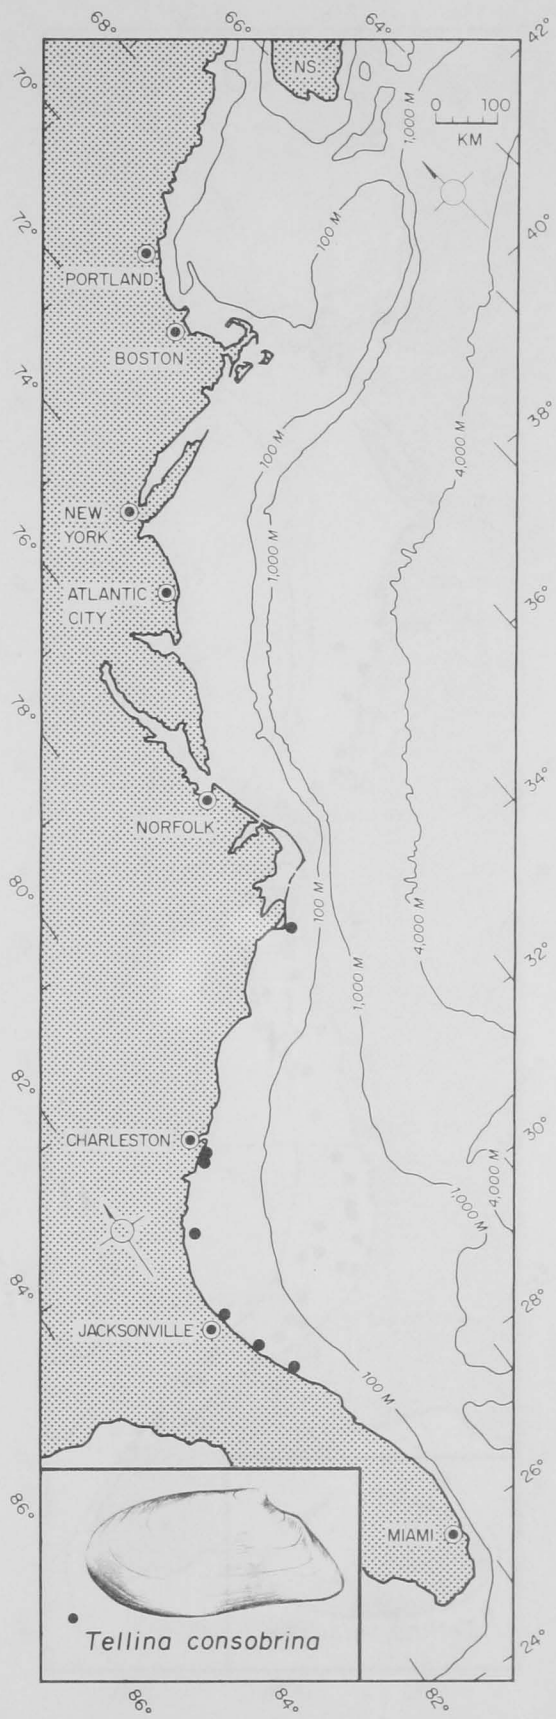 68°
66°
64°
42°
70°
NS.
0 100
KM
1,000 M
72°
100 M
40°
PORTLAND
BOSTON
74°
38°
100 M
4,000 M
NEW
YORK
1,000 M
76°
ATLANTIC
CITY
36°
78°
34°
NORFOLK
80°
100 M
4,000 M
1,000 M
32°
82°
CHARLESTON
30°
4,000 M
1,000 M
84°
28°
JACKSONVILLE
100 M
26°
86°
MIAMI
Tellina consobrina
24°
86°
84°
82°